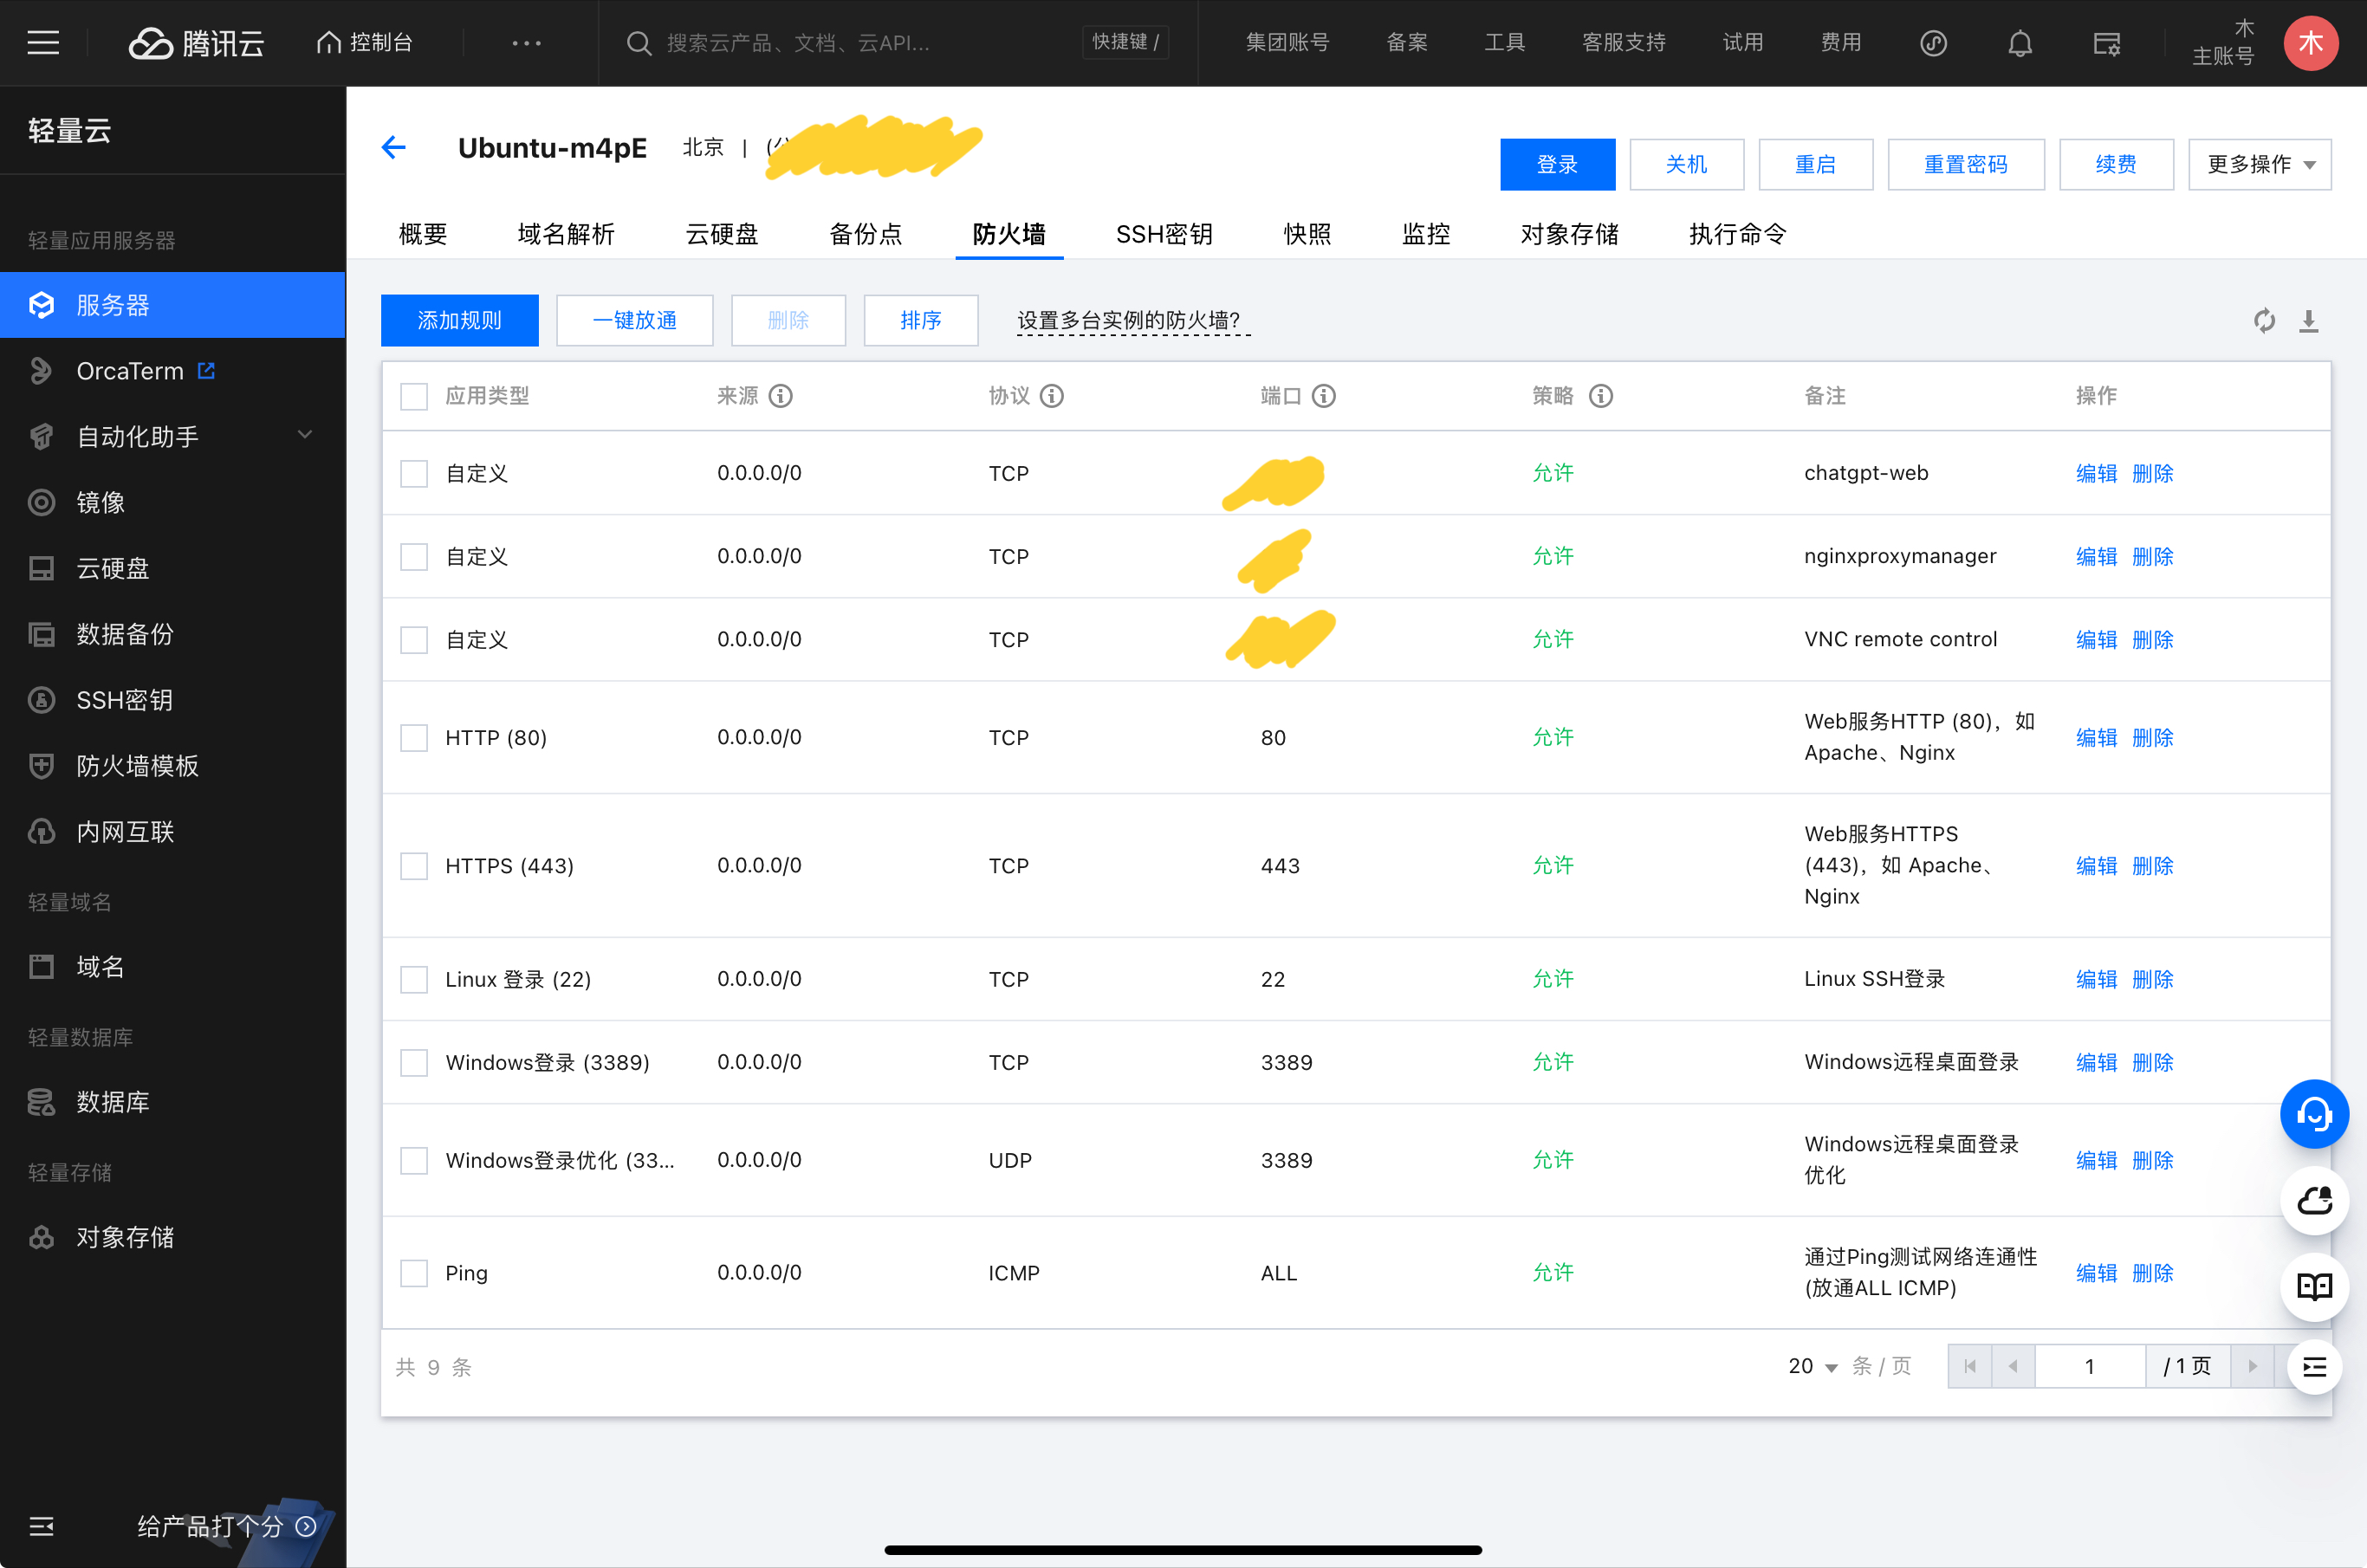 腾讯云
控制台
搜索云产品、文档、云API...
快捷键 /
集团账号
备案
工具
客服支持
试用
费用
木
主账号
木
轻量云
轻量应用服务器
服务器
OrcaTerm
自动化助手
镜像
云硬盘
数据备份
SSH密钥
防火墙模板
内网互联
轻量域名
域名
轻量数据库
数据库
轻量存储
对象存储
给产品打个分
Ubuntu-m4pE 北京 | (
登录 关机 重启 重置密码 续费 更多操作
概要 域名解析 云硬盘 备份点 防火墙 SSH密钥 快照 监控 对象存储 执行命令
添加规则 一键放通 删除 排序 设置多台实例的防火墙?
应用类型 来源 协议 端口 策略 备注 操作
自定义 0.0.0.0/0 TCP 允许 chatgpt-web 编辑 删除
自定义 0.0.0.0/0 TCP 允许 nginxproxymanager 编辑 删除
自定义 0.0.0.0/0 TCP 允许 VNC remote control 编辑 删除
HTTP (80) 0.0.0.0/0 TCP 80 允许 Web服务HTTP (80)，如
Apache、Nginx 编辑 删除
HTTPS (443) 0.0.0.0/0 TCP 443 允许 Web服务HTTPS
(443)，如 Apache、
Nginx 编辑 删除
Linux 登录 (22) 0.0.0.0/0 TCP 22 允许 Linux SSH登录 编辑 删除
Windows登录 (3389) 0.0.0.0/0 TCP 3389 允许 Windows远程桌面登录 编辑 删除
Windows登录优化 (33... 0.0.0.0/0 UDP 3389 允许 Windows远程桌面登录
优化 编辑 删除
Ping 0.0.0.0/0 ICMP ALL 允许 通过Ping测试网络连通性
(放通ALL ICMP) 编辑 删除
共 9 条
20 条 / 页 1 / 1 页